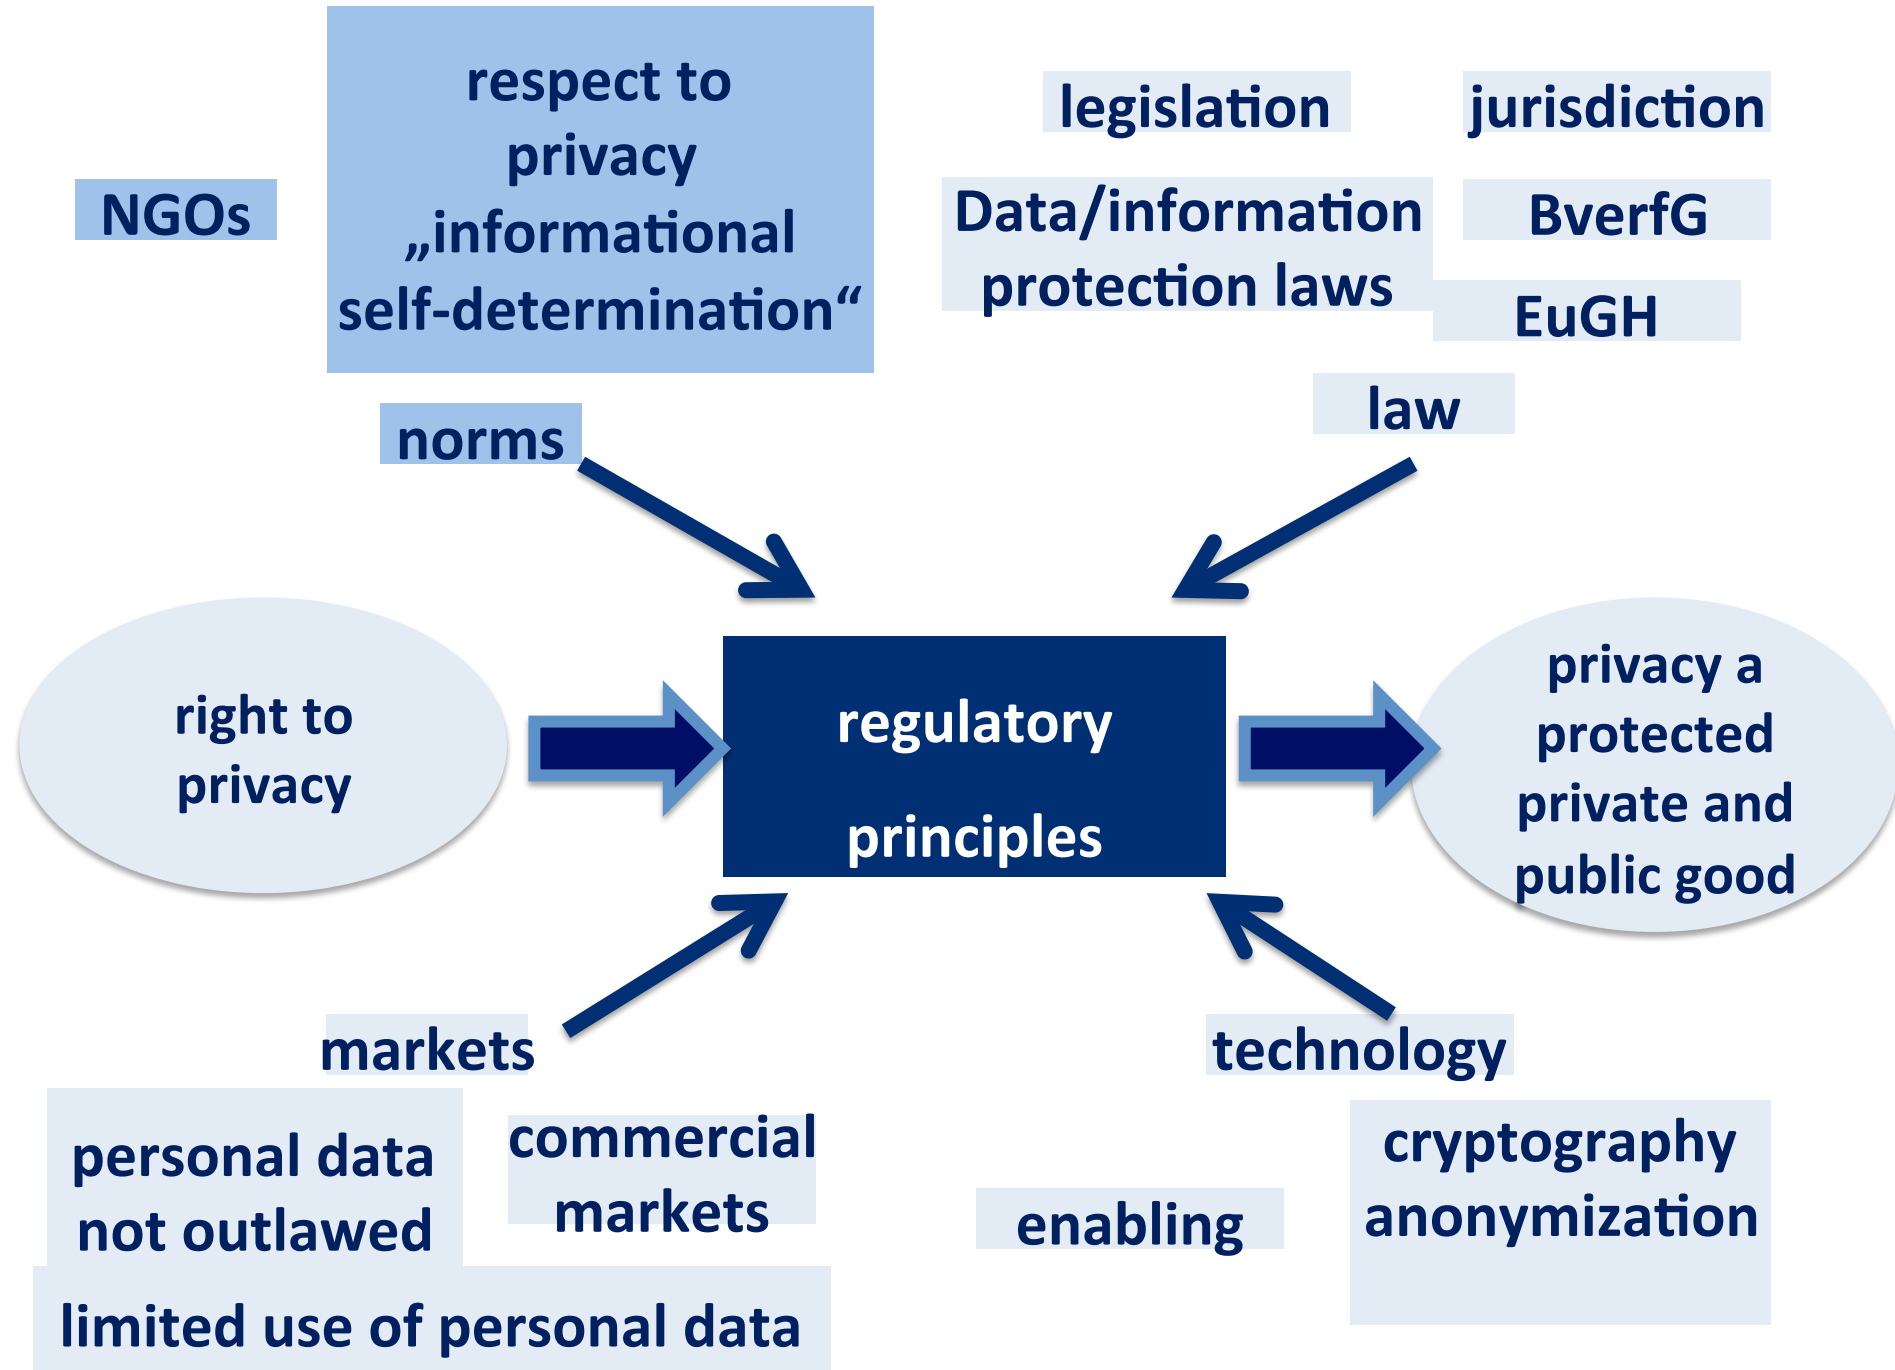 respect to
privacy
„informational
self-determination“
NGOs
norms
legislation
jurisdiction
Data/information
protection laws
BverfG
EuGH
law
right to
privacy
regulatory
principles
privacy a
protected
private and
public good
markets
personal data
not outlawed
commercial
markets
limited use of personal data
technology
enabling
cryptography
anonymization